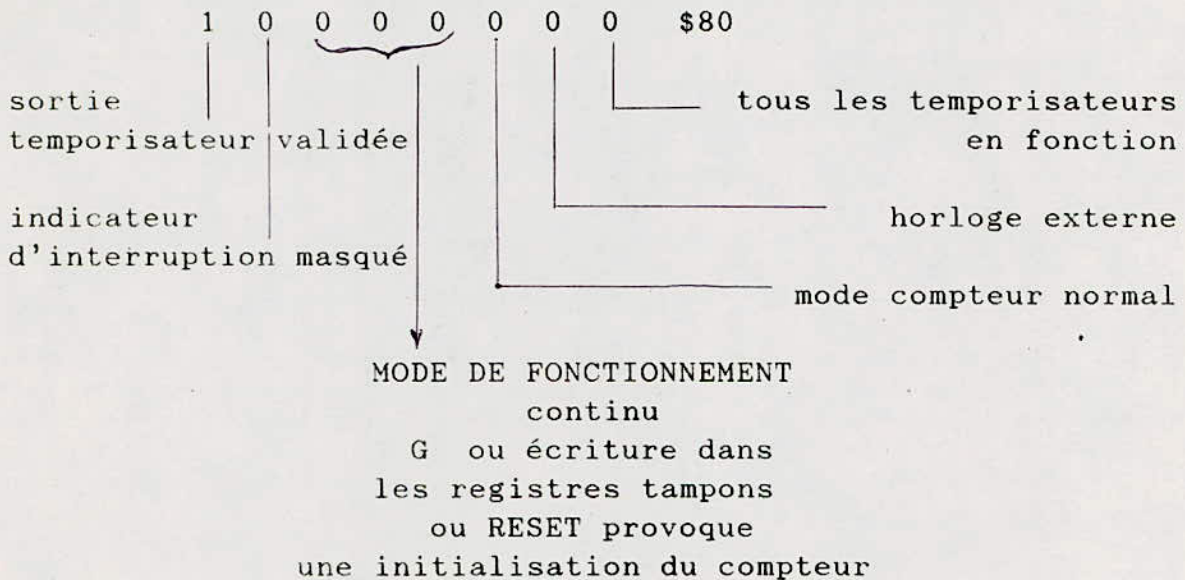 1 0 0 0 0 0 0 0 $80
sortie
temporisateur validée
indicateur
d'interruption masqué
tous les temporisateurs
en fonction
horloge externe
mode compteur normal
MODE DE FONCTIONNEMENT
continu
G ou écriture dans
les registres tampons
ou RESET provoque
une initialisation du compteur